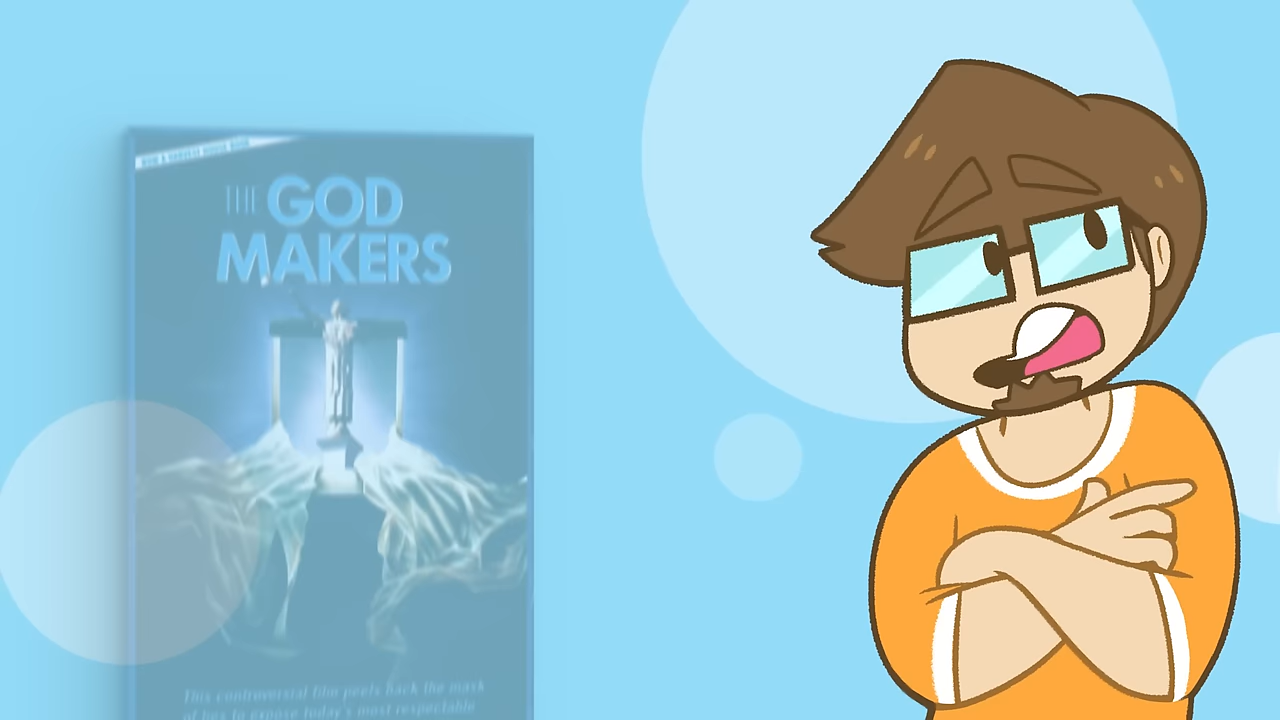 THE GOD
MAKERS
This controversial film peels back the mask
of lies to expose today's most respectable